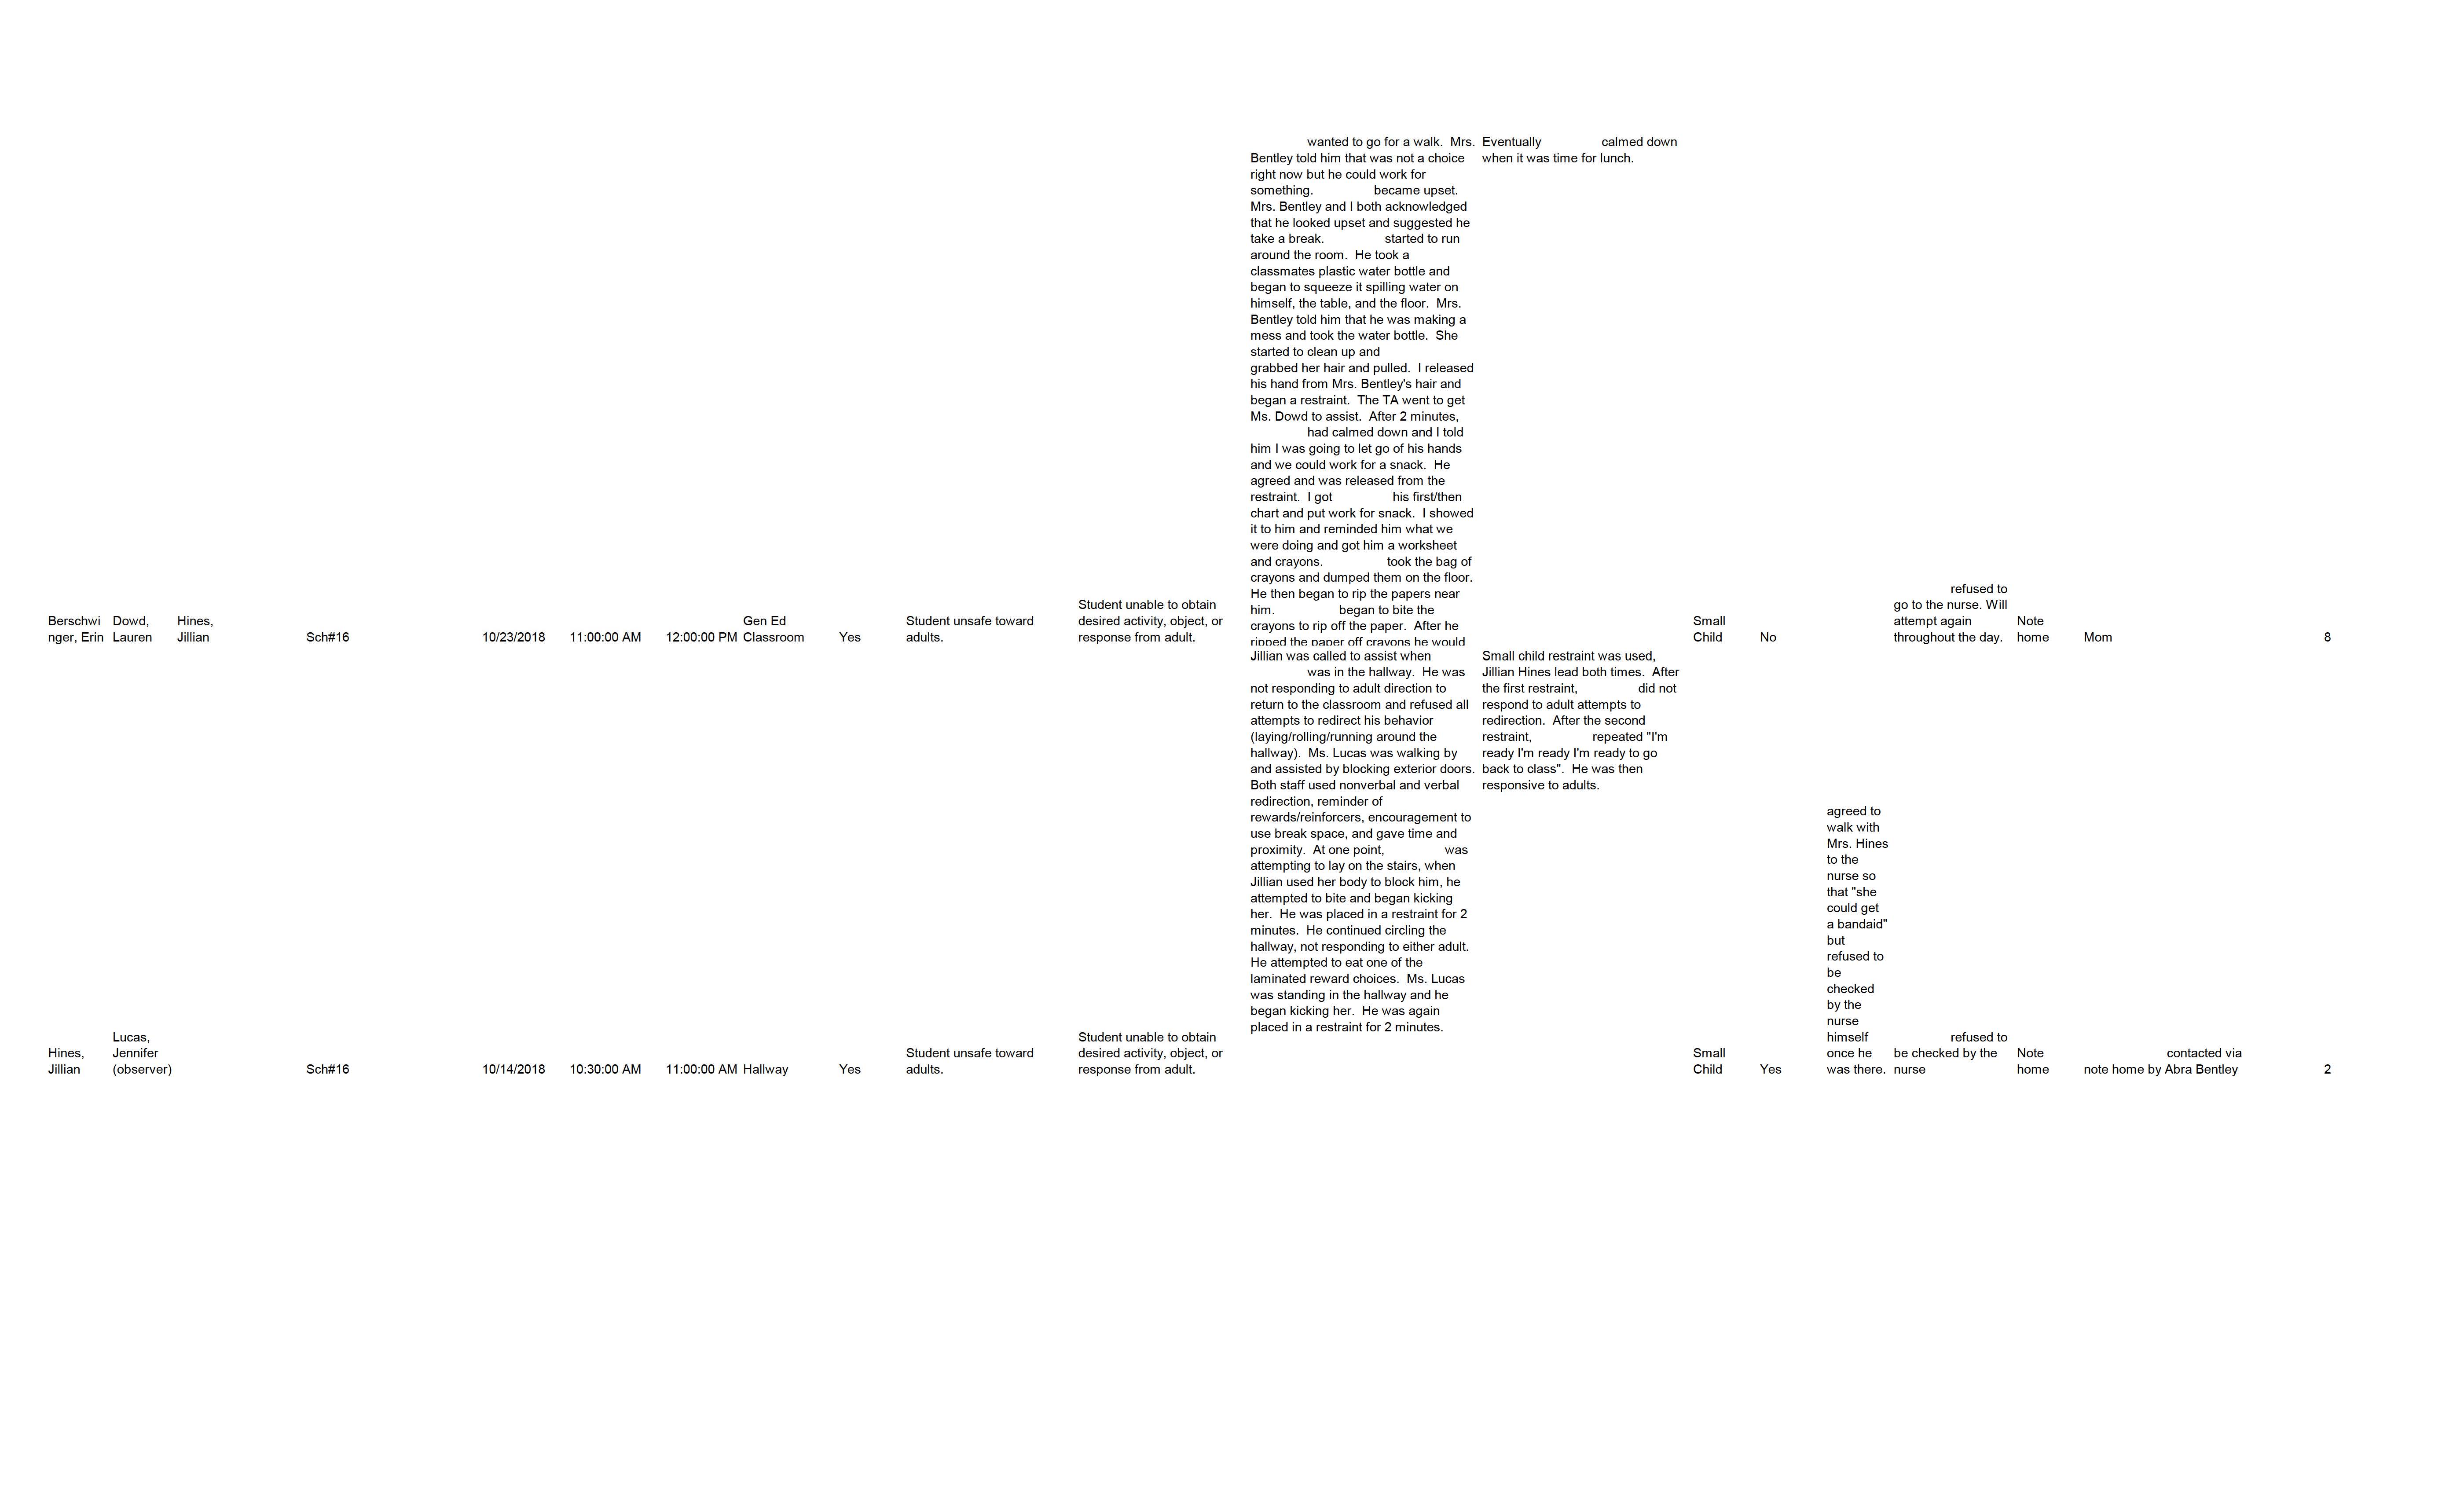 wanted to go for a walk.  Mrs.
Bentley told him that was not a choice
right now but he could work for
something. became upset.
Mrs. Bentley and I both acknowledged
that he looked upset and suggested he
take a break. started to run
around the room.  He took a
classmates plastic water bottle and
began to squeeze it spilling water on
himself, the table, and the floor.  Mrs.
Bentley told him that he was making a
mess and took the water bottle.  She
started to clean up and
grabbed her hair and pulled.  I released
his hand from Mrs. Bentley's hair and
began a restraint.  The TA went to get
Ms. Dowd to assist.  After 2 minutes,
had calmed down and I told
him I was going to let go of his hands
and we could work for a snack.  He
agreed and was released from the
restraint.  I got his first/then
chart and put work for snack.  I showed
it to him and reminded him what we
were doing and got him a worksheet
and crayons. took the bag of
crayons and dumped them on the floor.
He then began to rip the papers near
him. began to bite the
crayons to rip off the paper.  After he
ripped the paper off crayons he would
Eventually calmed down
when it was time for lunch.
Berschwi
nger, Erin
Dowd,
Lauren
Hines,
Jillian
Sch#16
10/23/2018
11:00:00 AM
12:00:00 PM
Gen Ed
Classroom
Yes
Student unsafe toward
adults.
Student unable to obtain
desired activity, object, or
response from adult.
Small
Child
No
refused to
go to the nurse. Will
attempt again
throughout the day.
Note
home
Mom
8
Jillian was called to assist when
was in the hallway.  He was
not responding to adult direction to
return to the classroom and refused all
attempts to redirect his behavior
(laying/rolling/running around the
hallway).  Ms. Lucas was walking by
and assisted by blocking exterior doors.
Both staff used nonverbal and verbal
redirection, reminder of
rewards/reinforcers, encouragement to
use break space, and gave time and
proximity.  At one point, was
attempting to lay on the stairs, when
Jillian used her body to block him, he
attempted to bite and began kicking
her.  He was placed in a restraint for 2
minutes.  He continued circling the
hallway, not responding to either adult.
He attempted to eat one of the
laminated reward choices.  Ms. Lucas
was standing in the hallway and he
began kicking her.  He was again
placed in a restraint for 2 minutes.
Small child restraint was used,
Jillian Hines lead both times.  After
the first restraint, did not
respond to adult attempts to
redirection.  After the second
restraint, repeated "I'm
ready I'm ready I'm ready to go
back to class".  He was then
responsive to adults.
Hines,
Jillian
Lucas,
Jennifer
(observer)
Sch#16
10/14/2018
10:30:00 AM
11:00:00 AM
Hallway
Yes
Student unsafe toward
adults.
Student unable to obtain
desired activity, object, or
response from adult.
Small
Child
Yes
agreed to
walk with
Mrs. Hines
to the
nurse so
that "she
could get
a bandaid"
but
refused to
be
checked
by the
nurse
himself
once he
was there.
refused to
be checked by the
nurse
Note
home
contacted via
note home by Abra Bentley
2